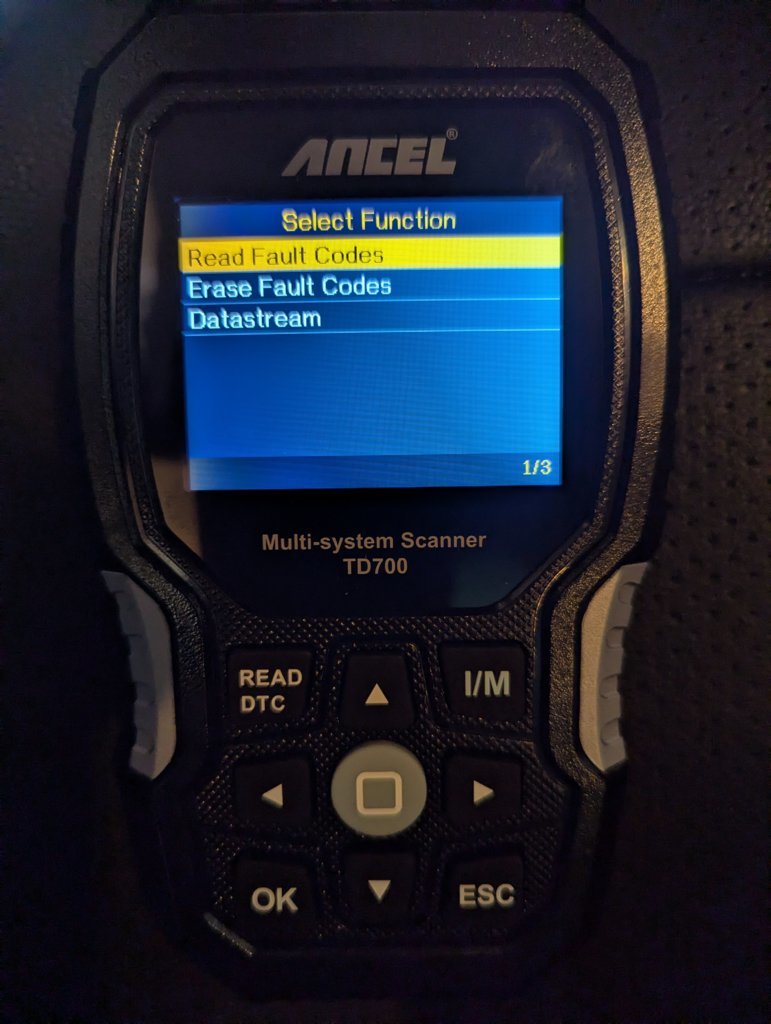 ANCEL®
Select Function
Read Fault Codes
Erase Fault Codes
Datastream
1/3
Multi-system Scanner
TD700
READ
DTC
I/M
OK
ESC